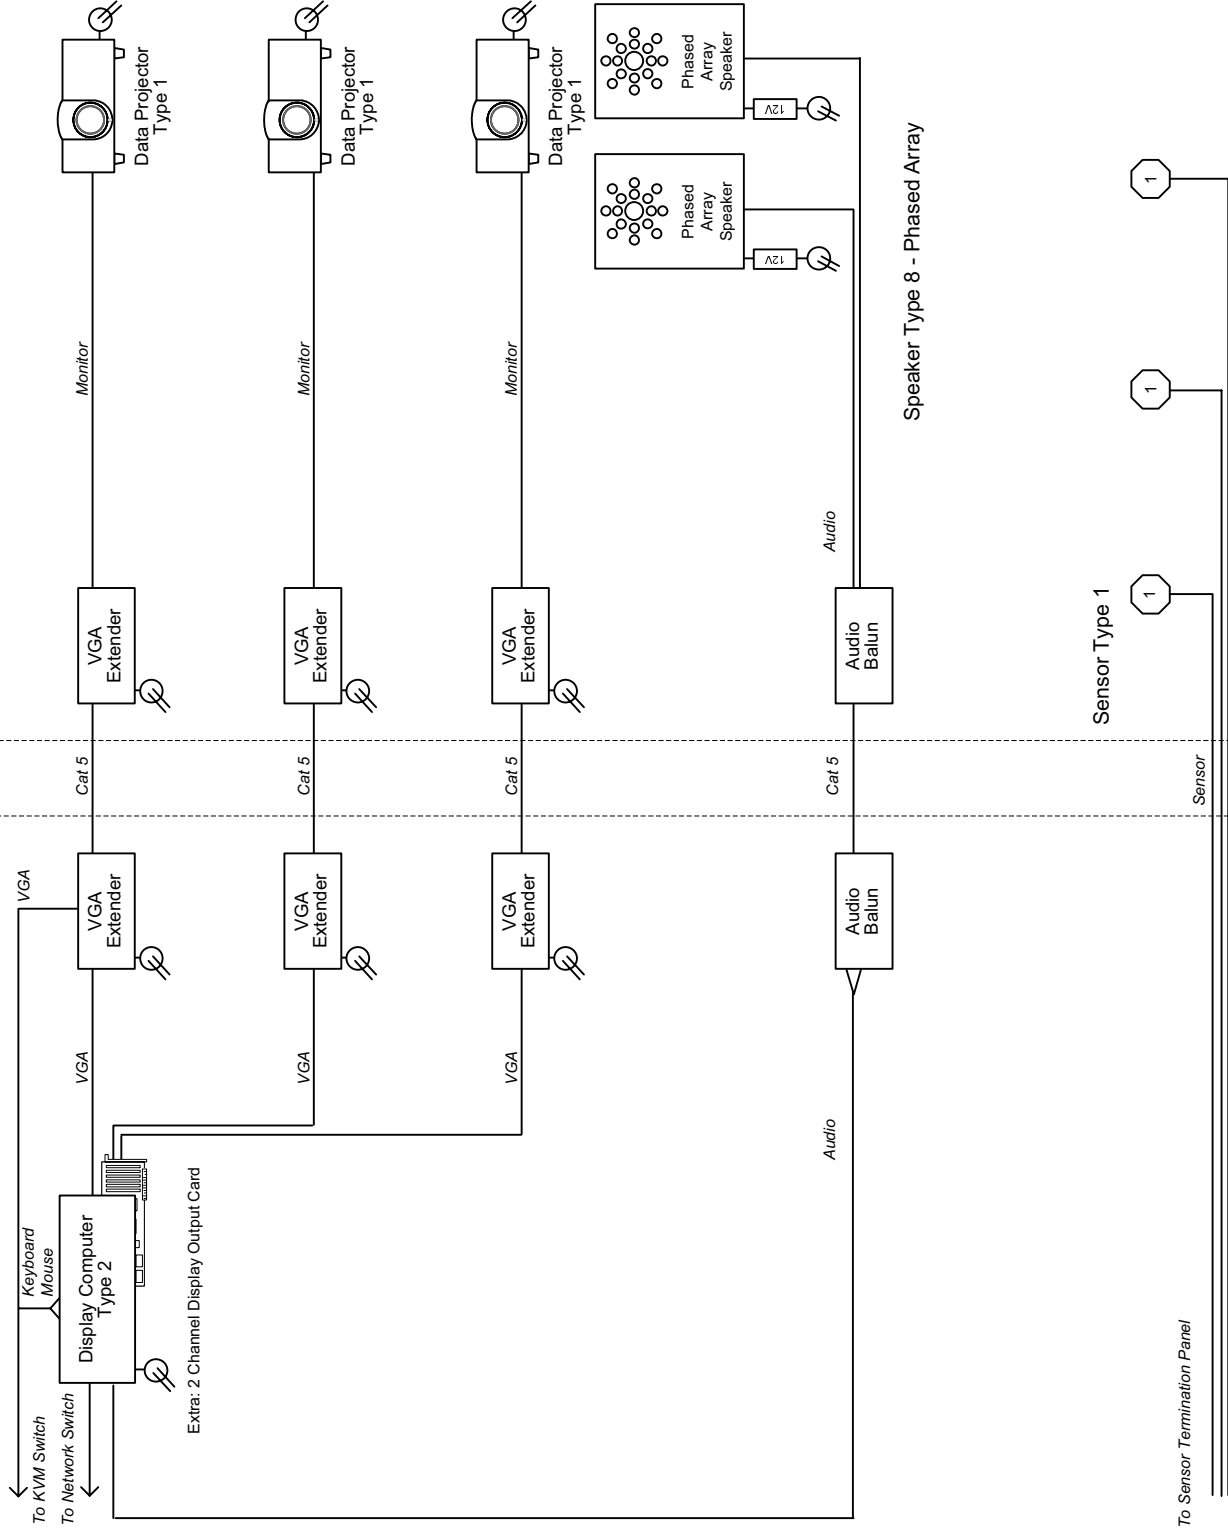 To KVM Switch
To Network Switch
Keyboard
Mouse
Display Computer
Type 2
Extra: 2 Channel Display Output Card
VGA
VGA
VGA
Extender
Cat 5
VGA
Extender
Monitor
Data Projector
Type 1
VGA
VGA
Extender
Cat 5
VGA
Extender
Monitor
Data Projector
Type 1
VGA
VGA
Extender
Cat 5
VGA
Extender
Monitor
Data Projector
Type 1
Phased
Array
Speaker
12V
Phased
Array
Speaker
12V
Audio
Audio
Balun
Cat 5
Audio
Balun
Audio
Speaker Type 8 - Phased Array
Sensor Type 1
1
1
1
To Sensor Termination Panel
Sensor